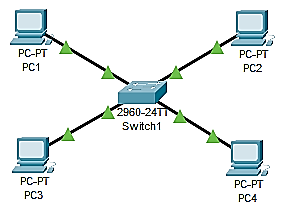 PC-PT
PC1
PC-PT
PC2
2960-24TT
Switch1
PC-PT
PC3
PC-PT
PC4